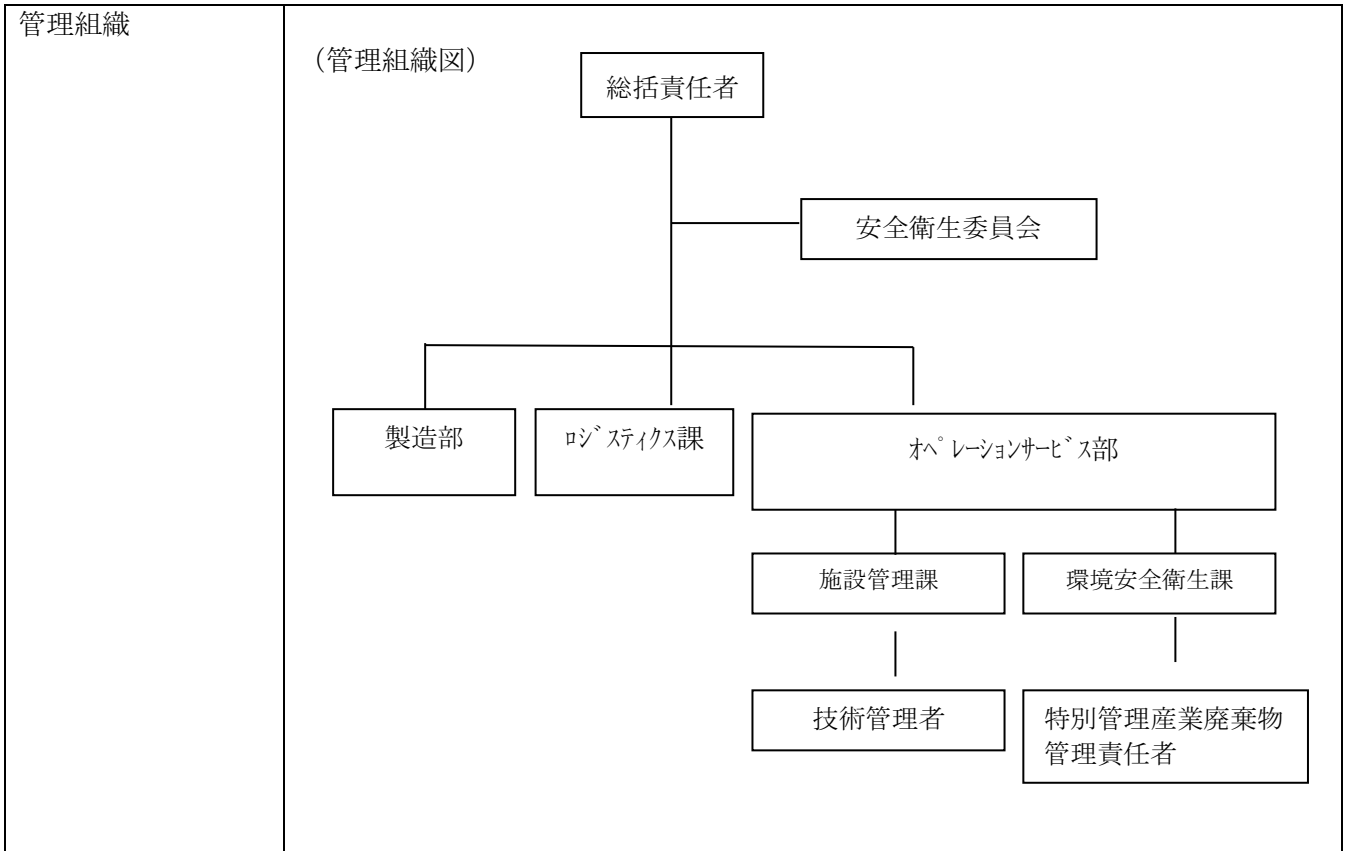 管理組織
(管理組織図)
総括責任者
安全衛生委員会
製造部
ﾛｼﾞｽﾃｨｸｽ課
ｵﾍﾟﾚｰｼｮﾝｻｰﾋﾞｽ部
施設管理課
環境安全衛生課
技術管理者
特別管理産業廃棄物
管理責任者